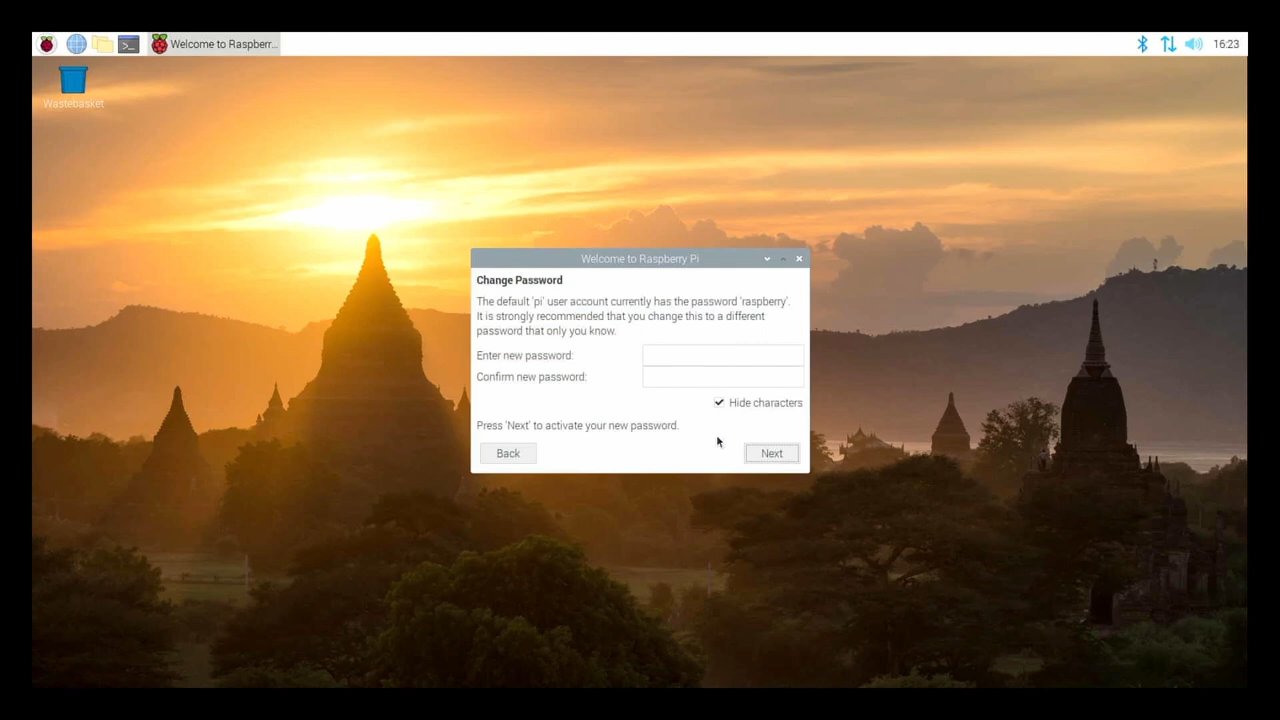 Welcome to Raspberr...
16:23
Wastebasket
Welcome to Raspberry Pi
Change Password
The default 'pi' user account currently has the password 'raspberry'.
It is strongly recommended that you change this to a different
password that only you know.
Enter new password:
Confirm new password:
Hide characters
Press 'Next' to activate your new password.
Back
Next